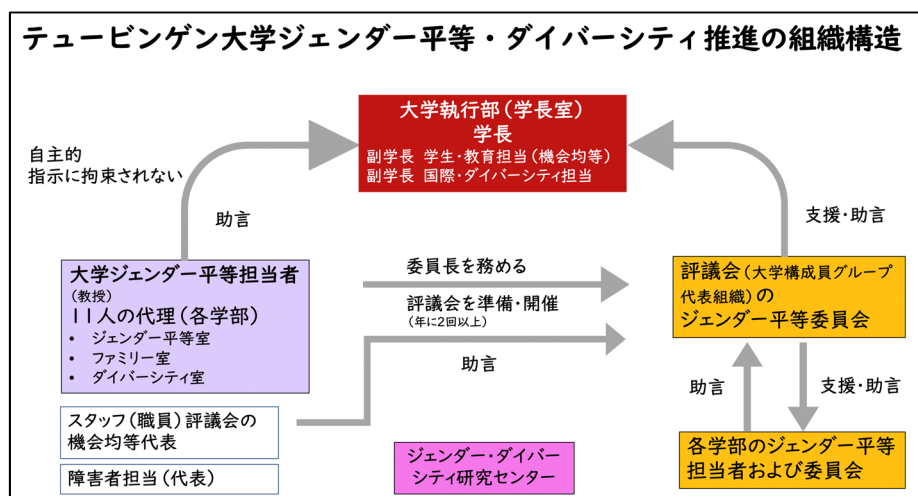 テュービンゲン大学ジェンダー平等・ダイバーシティ推進の組織構造
大学執行部(学長室)
学長
副学長 学生・教育担当(機会均等)
副学長 国際・ダイバーシティ担当
自主的
指示に拘束されない
助言
支援・助言
大学ジェンダー平等担当者
(教授)
11人の代理(各学部)
• ジェンダー平等室
• ファミリー室
• ダイバーシティ室
委員長を務める
評議会を準備・開催
(年に2回以上)
助言
評議会(大学構成員グループ
代表組織)の
ジェンダー平等委員会
助言
支援・助言
スタッフ(職員)評議会の
機会均等代表
障害者担当(代表)
ジェンダー・ダイバー
シティ研究センター
各学部のジェンダー平等
担当者および委員会